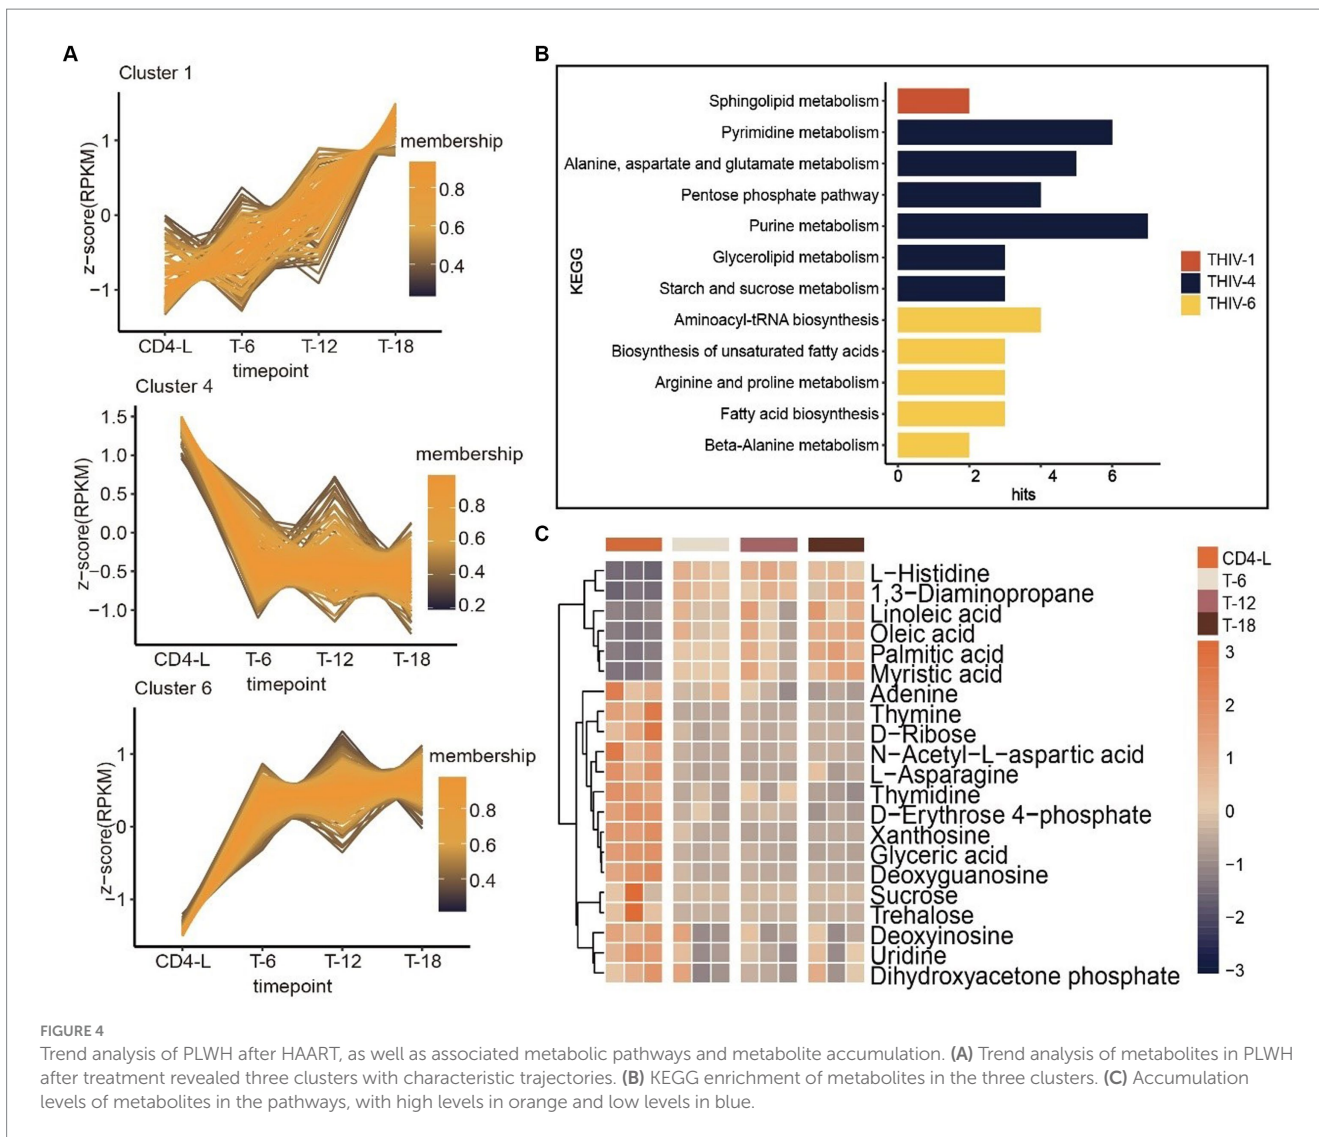 A
Cluster 1
z-score(RPKM)
1
0
−1
CD4-L T-6 T-12 T-18
timepoint
membership
0.8
0.6
0.4
Cluster 4
z-score(RPKM)
1.5
1.0
0.5
0.0
−0.5
−1.0
CD4-L T-6 T-12 T-18
timepoint
membership
0.8
0.6
0.4
0.2
Cluster 6
z-score(RPKM)
1
0
-1
CD4-L T-6 T-12 T-18
timepoint
membership
0.8
0.6
0.4
B
KEGG
Sphingolipid metabolism
Pyrimidine metabolism
Alanine, aspartate and glutamate metabolism
Pentose phosphate pathway
Purine metabolism
Glycerolipid metabolism
Starch and sucrose metabolism
Aminoacyl-tRNA biosynthesis
Biosynthesis of unsaturated fatty acids
Arginine and proline metabolism
Fatty acid biosynthesis
Beta-Alanine metabolism
0 2 4 6
hits
THIV-1
THIV-4
THIV-6
C
L−Histidine
1,3−Diaminopropane
Linoleic acid
Oleic acid
Palmitic acid
Myristic acid
Adenine
Thymine
D−Ribose
N−Acetyl−L−aspartic acid
L−Asparagine
Thymidine
D−Erythrose 4−phosphate
Xanthosine
Glyceric acid
Deoxyguanosine
Sucrose
Trehalose
Deoxyinosine
Uridine
Dihydroxyacetone phosphate
CD4-L
T-6
T-12
T-18
3
2
1
0
−1
−2
−3
FIGURE 4
Trend analysis of PLWH after HAART, as well as associated metabolic pathways and metabolite accumulation. (A) Trend analysis of metabolites in PLWH
after treatment revealed three clusters with characteristic trajectories. (B) KEGG enrichment of metabolites in the three clusters. (C) Accumulation
levels of metabolites in the pathways, with high levels in orange and low levels in blue.